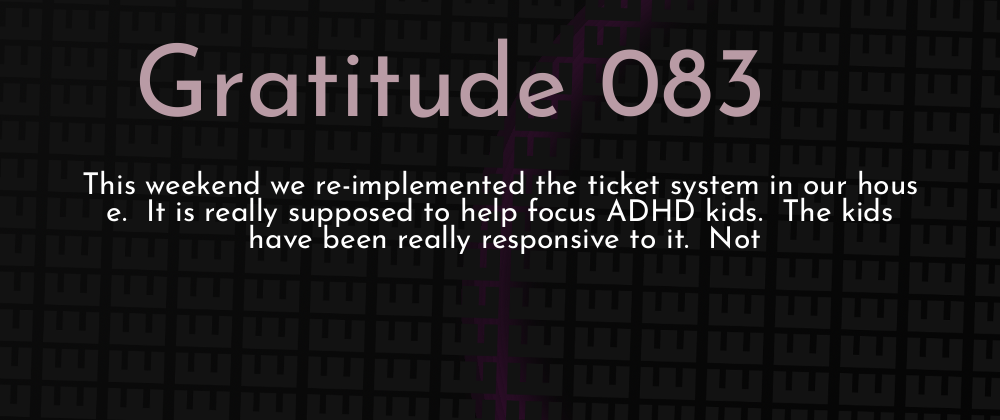 Gratitude 083
This weekend we re-implemented the ticket system in our hous
e.  It is really supposed to help focus ADHD kids.  The kids
have been really responsive to it.  Not